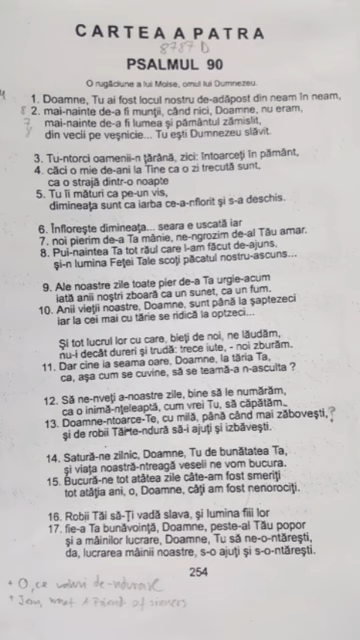 CARTEA A PATRA
8787 D
PSALMUL 90
O rugăciune a lui Moise, omul lui Dumnezeu.
1. Doamne, Tu ai fost locul nostru de-adăpost din neam în neam,
2. mai-nainte de-a fi munții, când nici, Doamne, nu eram,
mai-nainte de-a fi lumea și pământul zămislit,
din vecii pe veșnicie... Tu ești Dumnezeu slăvit.
3. Tu-ntorci oamenii-n țărână, zici: întoarceți în pământ,
4. căci o mie de-ani la Tine ca o zi trecută sunt,
ca o strajă dintr-o noapte
5. Tu îi mături ca pe-un vis,
dimineața sunt ca iarba ce-a-nflorit și s-a deschis.
6. Înflorește dimineața... seara e uscată iar
7. noi pierim de-a Ta mânie, ne-ngrozim de-al Tău amar.
8. Pui-naintea Ta tot răul care l-am făcut de-ajuns,
și-n lumina Feței Tale scoți păcatul nostru-ascuns...
9. Ale noastre zile toate pier de-a Ta urgie-acum
iată anii noștri zboară ca un sunet, ca un fum.
10. Anii vieții noastre, Doamne, sunt până la șaptezeci
iar la cei mai cu tărie se ridică la optzeci...
Și tot lucrul lor cu care, bieți de noi, ne lăudăm,
nu-i decât dureri și trudă: trece iute, - noi zburăm.
11. Dar cine ia seama oare, Doamne, la tăria Ta,
ca, așa cum se cuvine, să se teamă-a n-asculta ?
12. Să ne-nveți a-noastre zile, bine să le numărăm,
ca o inimă-nțeleaptă, cum vrei Tu, să căpătăm.
13. Doamne-ntoarce-Te, cu milă, până când mai zăbovești,?
și de robii Tăi-te-ndură să-i ajuți și izbăvești.
14. Satură-ne zilnic, Doamne, Tu de bunătatea Ta,
și viața noastră-ntreagă veseli ne vom bucura.
15. Bucură-ne tot atâtea zile câte-am fost smeriți
tot atâția ani, o, Doamne, câți am fost nenorociți.
16. Robii Tăi să-Ți vadă slava, și lumina fiii lor
17. fie-a Ta bunăvoință, Doamne, peste-al Tău popor
și a mâinilor lucrare, Doamne, Tu să ne-o-ntărești,
da, lucrarea mâinii noastre, s-o ajuți și s-o-ntărești.
254
+ O, ce
+ a Friend of sinners